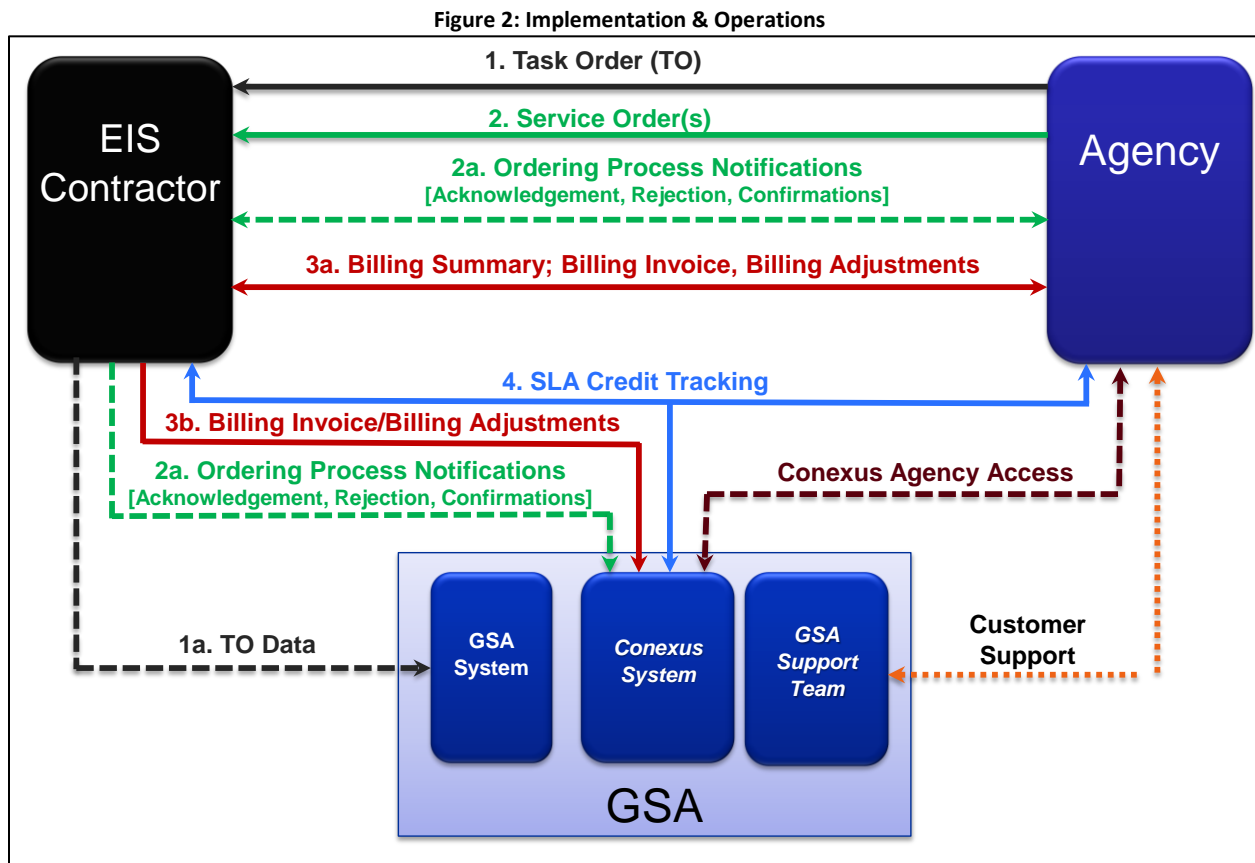 Figure 2: Implementation & Operations
1. Task Order (TO)
EIS
Contractor
Agency
2. Service Order(s)
2a. Ordering Process Notifications
[Acknowledgement, Rejection, Confirmations]
3a. Billing Summary; Billing Invoice, Billing Adjustments
4. SLA Credit Tracking
3b. Billing Invoice/Billing Adjustments
2a. Ordering Process Notifications
[Acknowledgement, Rejection, Confirmations]
Conexus Agency Access
1a. TO Data
GSA
System
Conexus
System
GSA
Support
Team
Customer
Support
GSA